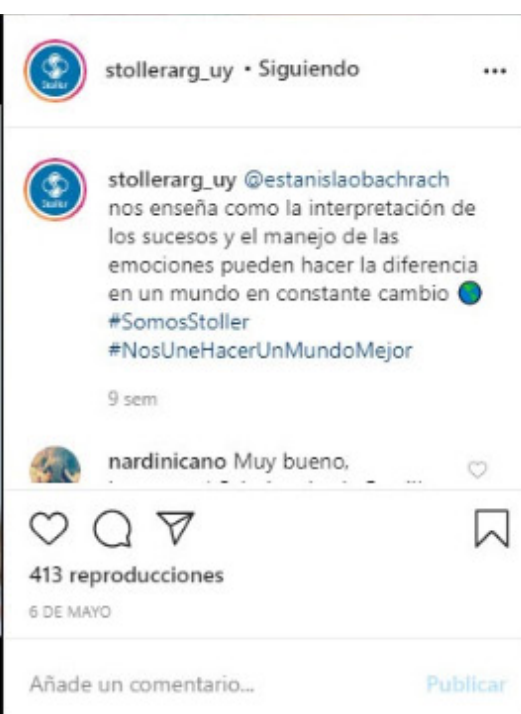 stollerarg_uy • Siguiendo
stollerarg_uy @estanislaobachrach
nos enseña como la interpretación de
los sucesos y el manejo de las
emociones pueden hacer la diferencia
en un mundo en constante cambio 🌎
#SomosStoller
#NosUneHacerUnMundoMejor
9 sem
nardinicano Muy bueno,
413 reproducciones
6 DE MAYO
Añade un comentario...
Publicar